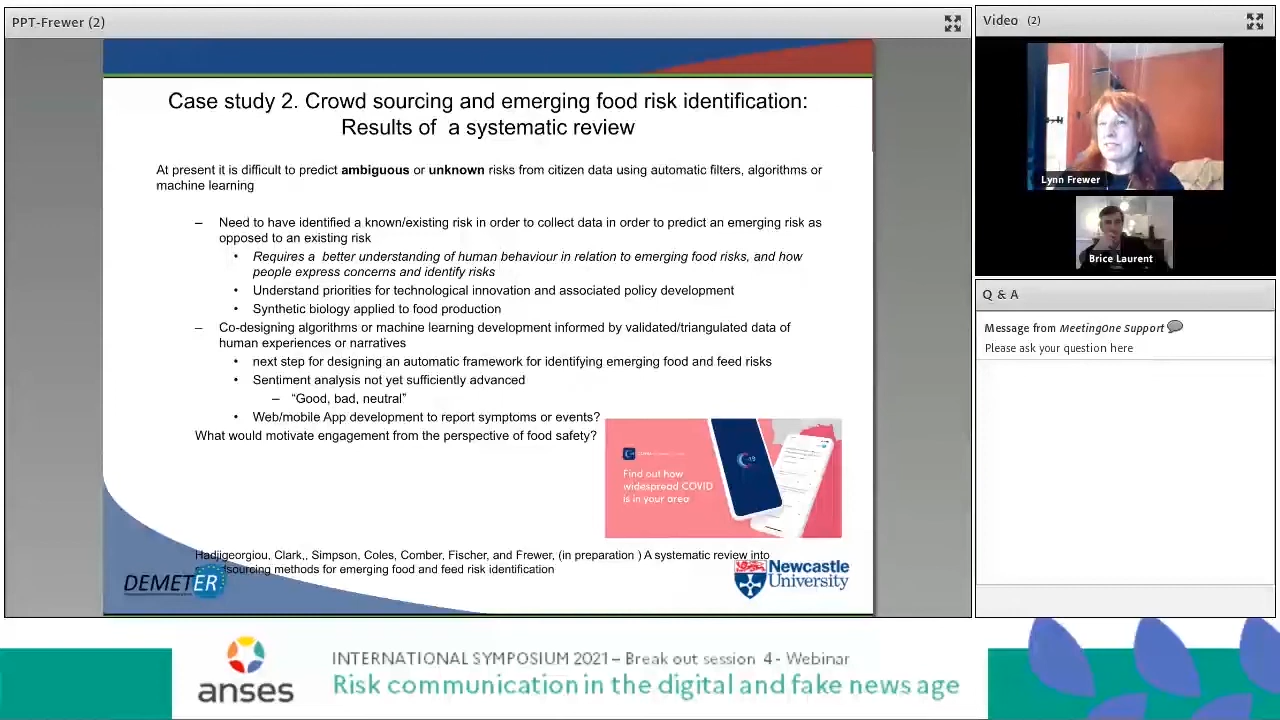 PPT-Frewer (2)
Case study 2. Crowd sourcing and emerging food risk identification:
Results of a systematic review
At present it is difficult to predict ambiguous or unknown risks from citizen data using automatic filters, algorithms or
machine learning
– Need to have identified a known/existing risk in order to collect data in order to predict an emerging risk as
opposed to an existing risk
• Requires a better understanding of human behaviour in relation to emerging food risks, and how
people express concerns and identify risks
• Understand priorities for technological innovation and associated policy development
• Synthetic biology applied to food production
– Co-designing algorithms or machine learning development informed by validated/triangulated data of
human experiences or narratives
• next step for designing an automatic framework for identifying emerging food and feed risks
• Sentiment analysis not yet sufficiently advanced
– “Good, bad, neutral”
• Web/mobile App development to report symptoms or events?
What would motivate engagement from the perspective of food safety?
Find out how
widespread COVID
is in your area
Hadjigeorgiou, Clark,, Simpson, Coles, Comber, Fischer, and Frewer, (in preparation ) A systematic review into
methods for emerging food and feed risk identification
DEMETER
Newcastle
University
Video (2)
Lynn Frewer
Brice Laurent
Q & A
Message from MeetingOne Support
Please ask your question here
anses
INTERNATIONAL SYMPOSIUM 2021 – Break out session 4 - Webinar
Risk communication in the digital and fake news age